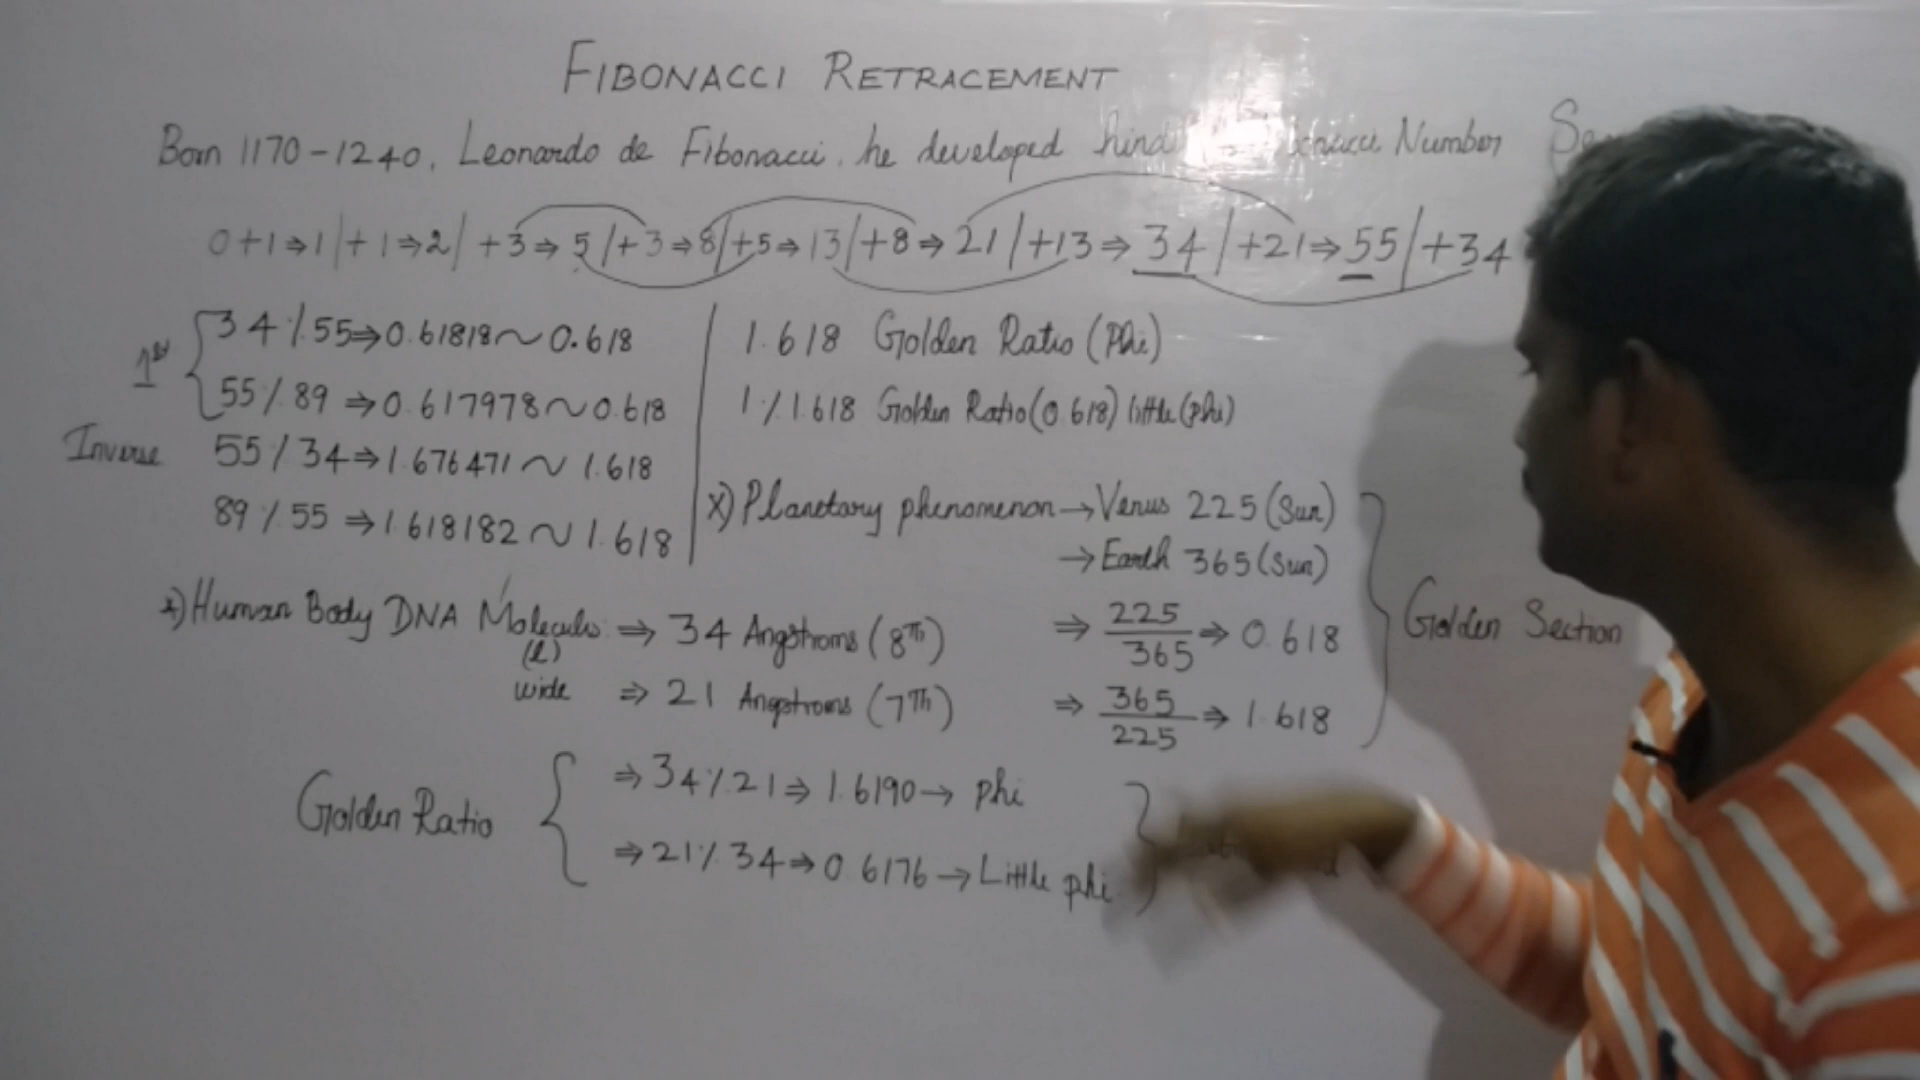 FIBONACCI RETRACEMENT
Born 1170-1240, Leonardo de Fibonacci, he developed Number
0+1⇒1|+1⇒2| +3⇒ 5/+3⇒8/+5⇒13/+8⇒21/+13⇒34/+21⇒55/+34
1st
34٪55⇒0.61818~0.618
55٪89⇒0.617978~0.618
Inverse 55/34⇒1.676471~1.618
89٪55⇒1.618182~1.618
1.618 Golden Ratio (Phi)
1٪1.618 Golden Ratio (0.618) little (phi)
X) Planetary phenomenon → Venus 225 (Sun)
→ Earth 365 (Sun)
⇒ 225/365 ⇒ 0.618
⇒ 365/225 ⇒ 1.618
Golden Section
2) Human Body DNA Molecules ⇒ 34 Angstroms (8Th)
(l)
wide ⇒ 21 Angstroms (7Th)
Golden Ratio
⇒34٪21⇒1.6190→ phi
⇒21٪34⇒0.6176→ Little phi.